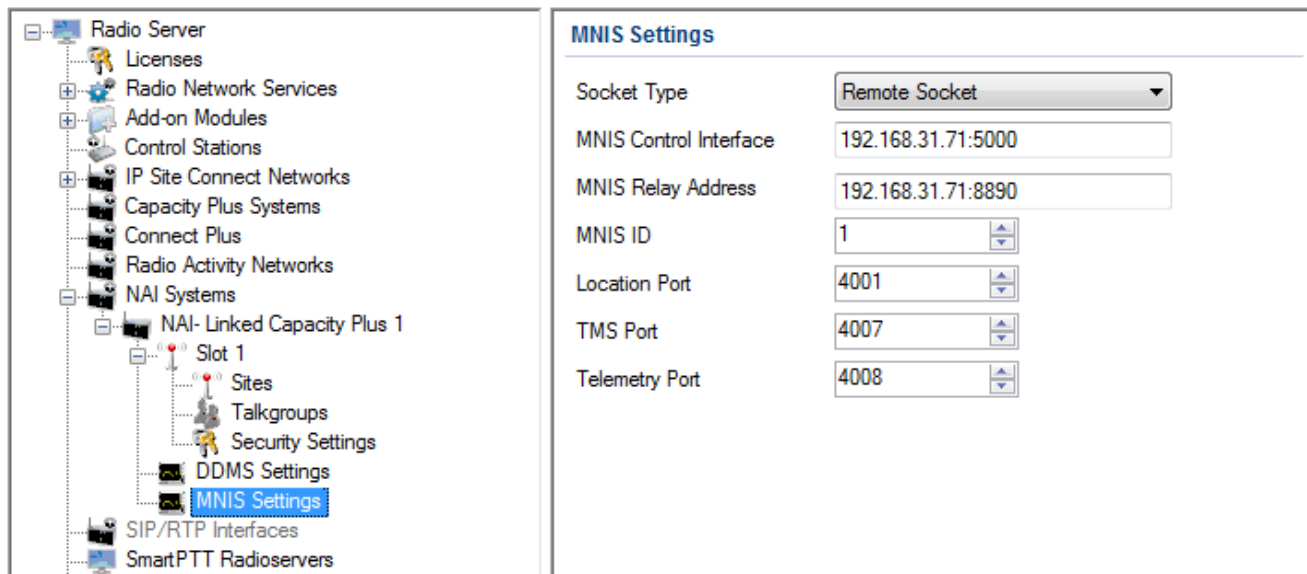 Radio Server
Licenses
Radio Network Services
Add-on Modules
Control Stations
IP Site Connect Networks
Capacity Plus Systems
Connect Plus
Radio Activity Networks
NAI Systems
NAI- Linked Capacity Plus 1
Slot 1
Sites
Talkgroups
Security Settings
DDMS Settings
MNIS Settings
SIP/RTP Interfaces
SmartPTT Radioservers
MNIS Settings
Socket Type Remote Socket
MNIS Control Interface 192.168.31.71:5000
MNIS Relay Address 192.168.31.71:8890
MNIS ID 1
Location Port 4001
TMS Port 4007
Telemetry Port 4008